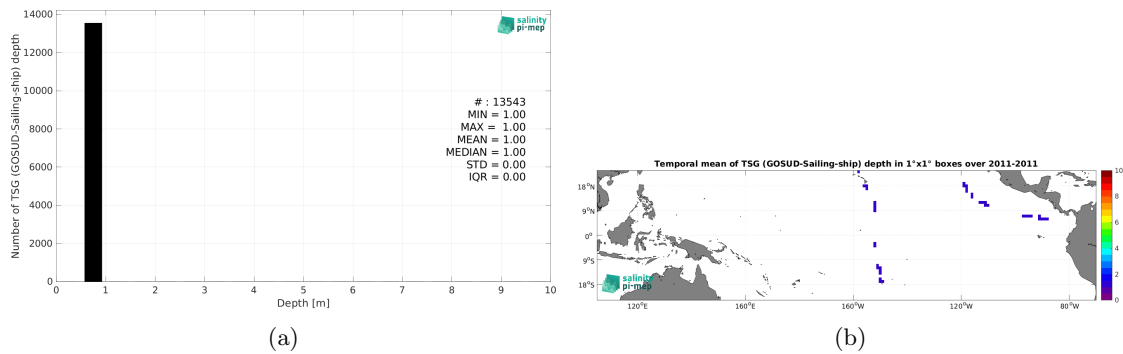 14000
12000
10000
8000
6000
4000
2000
0
Number of TSG (GOSUD-Sailing-ship) depth
salinity
pi-mep
# : 13543
MIN = 1.00
MAX = 1.00
MEAN = 1.00
MEDIAN = 1.00
STD = 0.00
IQR = 0.00
0 1 2 3 4 5 6 7 8 9 10
Depth [m]
(a)
Temporal mean of TSG (GOSUD-Sailing-ship) depth in 1°x1° boxes over 2011-2011
18°N
9°N
0°
9°S
18°S
salinity
pi-mep
120°E 160°E 160°W 120°W 80°W
10
8
6
4
2
0
(b)